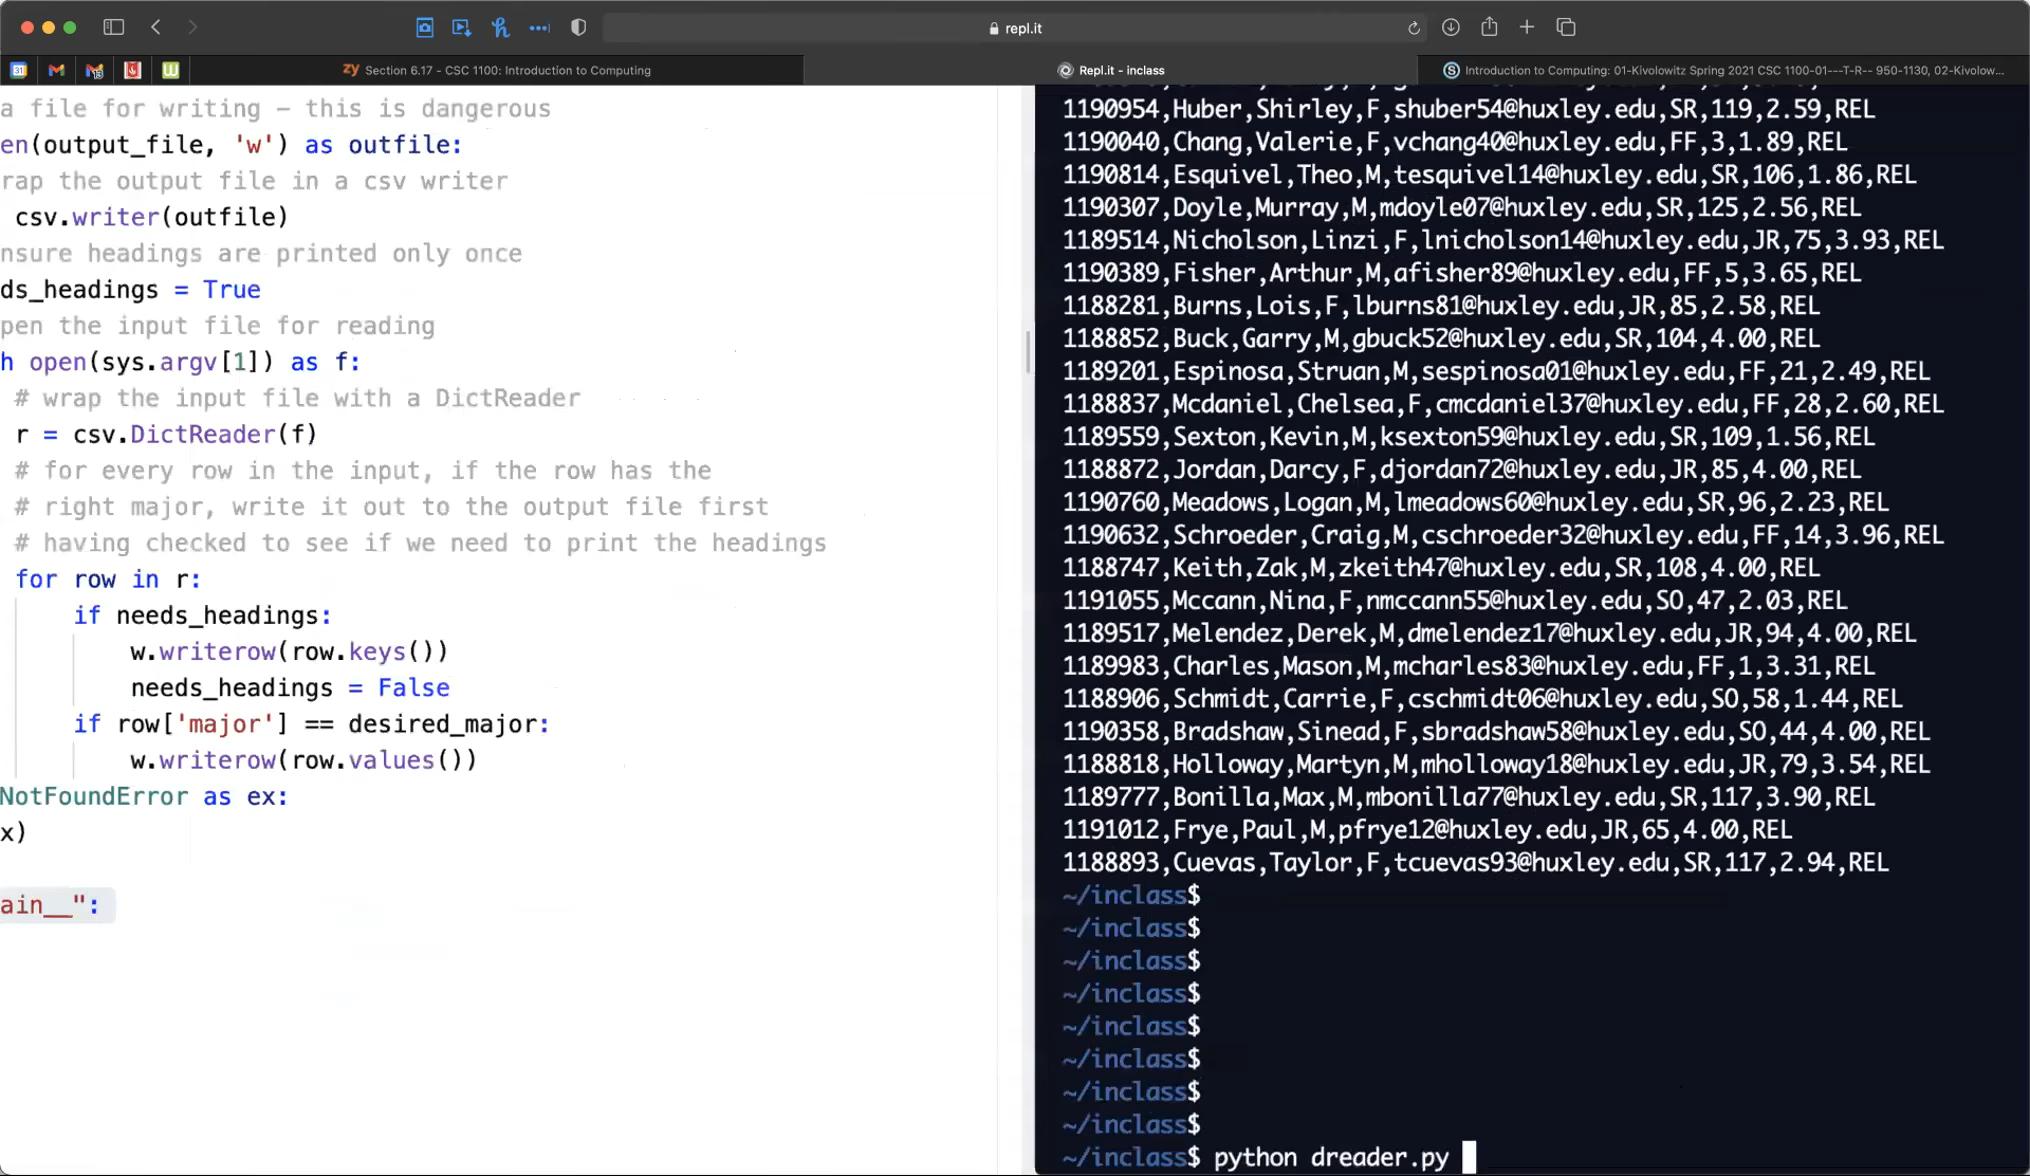 repl.it
Section 6.17 - CSC 1100: Introduction to Computing
Repl.it - inclass
Introduction to Computing: 01-Kivolowitz Spring 2021 CSC 1100-01---T-R-- 950-1130, 02-Kivolow...
a file for writing - this is dangerous
en(output_file, 'w') as outfile:
rap the output file in a csv writer
csv.writer(outfile)
nsure headings are printed only once
ds_headings = True
pen the input file for reading
h open(sys.argv[1]) as f:
# wrap the input file with a DictReader
r = csv.DictReader(f)
# for every row in the input, if the row has the
# right major, write it out to the output file first
# having checked to see if we need to print the headings
for row in r:
if needs_headings:
w.writerow(row.keys())
needs_headings = False
if row['major'] == desired_major:
w.writerow(row.values())
NotFoundError as ex:
x)
ain__":
1190954,Huber,Shirley,F,shuber54@huxley.edu,SR,119,2.59,REL
1190040,Chang,Valerie,F,vchang40@huxley.edu,FF,3,1.89,REL
1190814,Esquivel,Theo,M,tesquivel14@huxley.edu,SR,106,1.86,REL
1190307,Doyle,Murray,M,mdoyle07@huxley.edu,SR,125,2.56,REL
1189514,Nicholson,Linzi,F,lnicholson14@huxley.edu,JR,75,3.93,REL
1190389,Fisher,Arthur,M,afisher89@huxley.edu,FF,5,3.65,REL
1188281,Burns,Lois,F,lburns81@huxley.edu,JR,85,2.58,REL
1188852,Buck,Garry,M,gbuck52@huxley.edu,SR,104,4.00,REL
1189201,Espinosa,Struan,M,sespinosa01@huxley.edu,FF,21,2.49,REL
1188837,Mcdaniel,Chelsea,F,cmcdaniel37@huxley.edu,FF,28,2.60,REL
1189559,Sexton,Kevin,M,ksexton59@huxley.edu,SR,109,1.56,REL
1188872,Jordan,Darcy,F,djordan72@huxley.edu,JR,85,4.00,REL
1190760,Meadows,Logan,M,lmeadows60@huxley.edu,SR,96,2.23,REL
1190632,Schroeder,Craig,M,cschroeder32@huxley.edu,FF,14,3.96,REL
1188747,Keith,Zak,M,zkeith47@huxley.edu,SR,108,4.00,REL
1191055,Mccann,Nina,F,nmccann55@huxley.edu,SO,47,2.03,REL
1189517,Melendez,Derek,M,dmelendez17@huxley.edu,JR,94,4.00,REL
1189983,Charles,Mason,M,mcharles83@huxley.edu,FF,1,3.31,REL
1188906,Schmidt,Carrie,F,cschmidt06@huxley.edu,SO,58,1.44,REL
1190358,Bradshaw,Sinead,F,sbradshaw58@huxley.edu,SO,44,4.00,REL
1188818,Holloway,Martyn,M,mholloway18@huxley.edu,JR,79,3.54,REL
1189777,Bonilla,Max,M,mbonilla77@huxley.edu,SR,117,3.90,REL
1191012,Frye,Paul,M,pfrye12@huxley.edu,JR,65,4.00,REL
1188893,Cuevas,Taylor,F,tcuevas93@huxley.edu,SR,117,2.94,REL
~/inclass$
~/inclass$
~/inclass$
~/inclass$
~/inclass$
~/inclass$
~/inclass$
~/inclass$
~/inclass$ python dreader.py